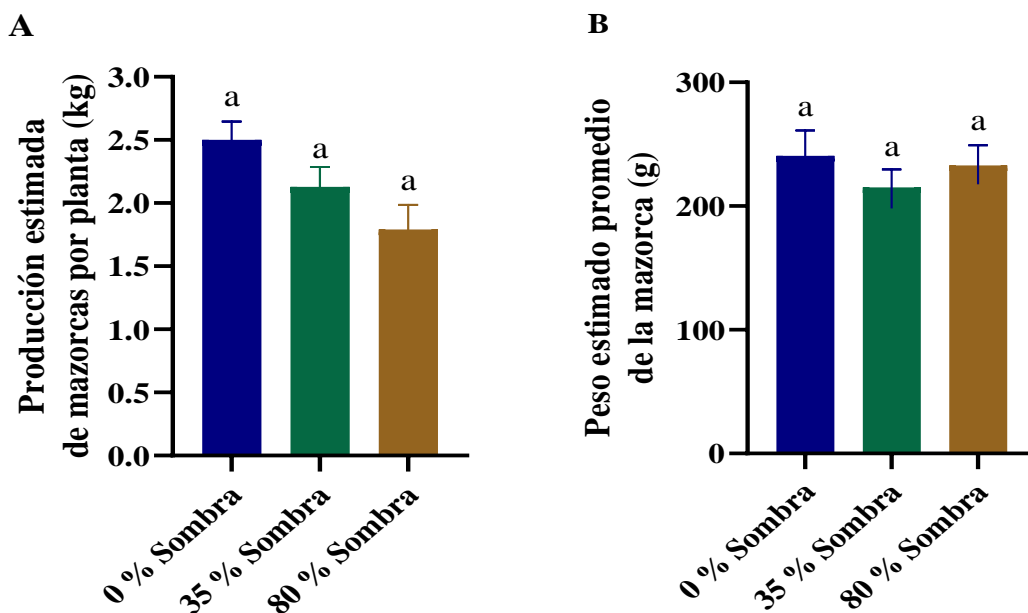 A
Producción estimada
de mazorcas por planta (kg)
3.0
2.5
2.0
1.5
1.0
0.5
0.0
a
a
a
0 % Sombra
35 % Sombra
80 % Sombra
B
Peso estimado promedio
de la mazorca (g)
300
200
100
0
a
a
a
0 % Sombra
35 % Sombra
80 % Sombra